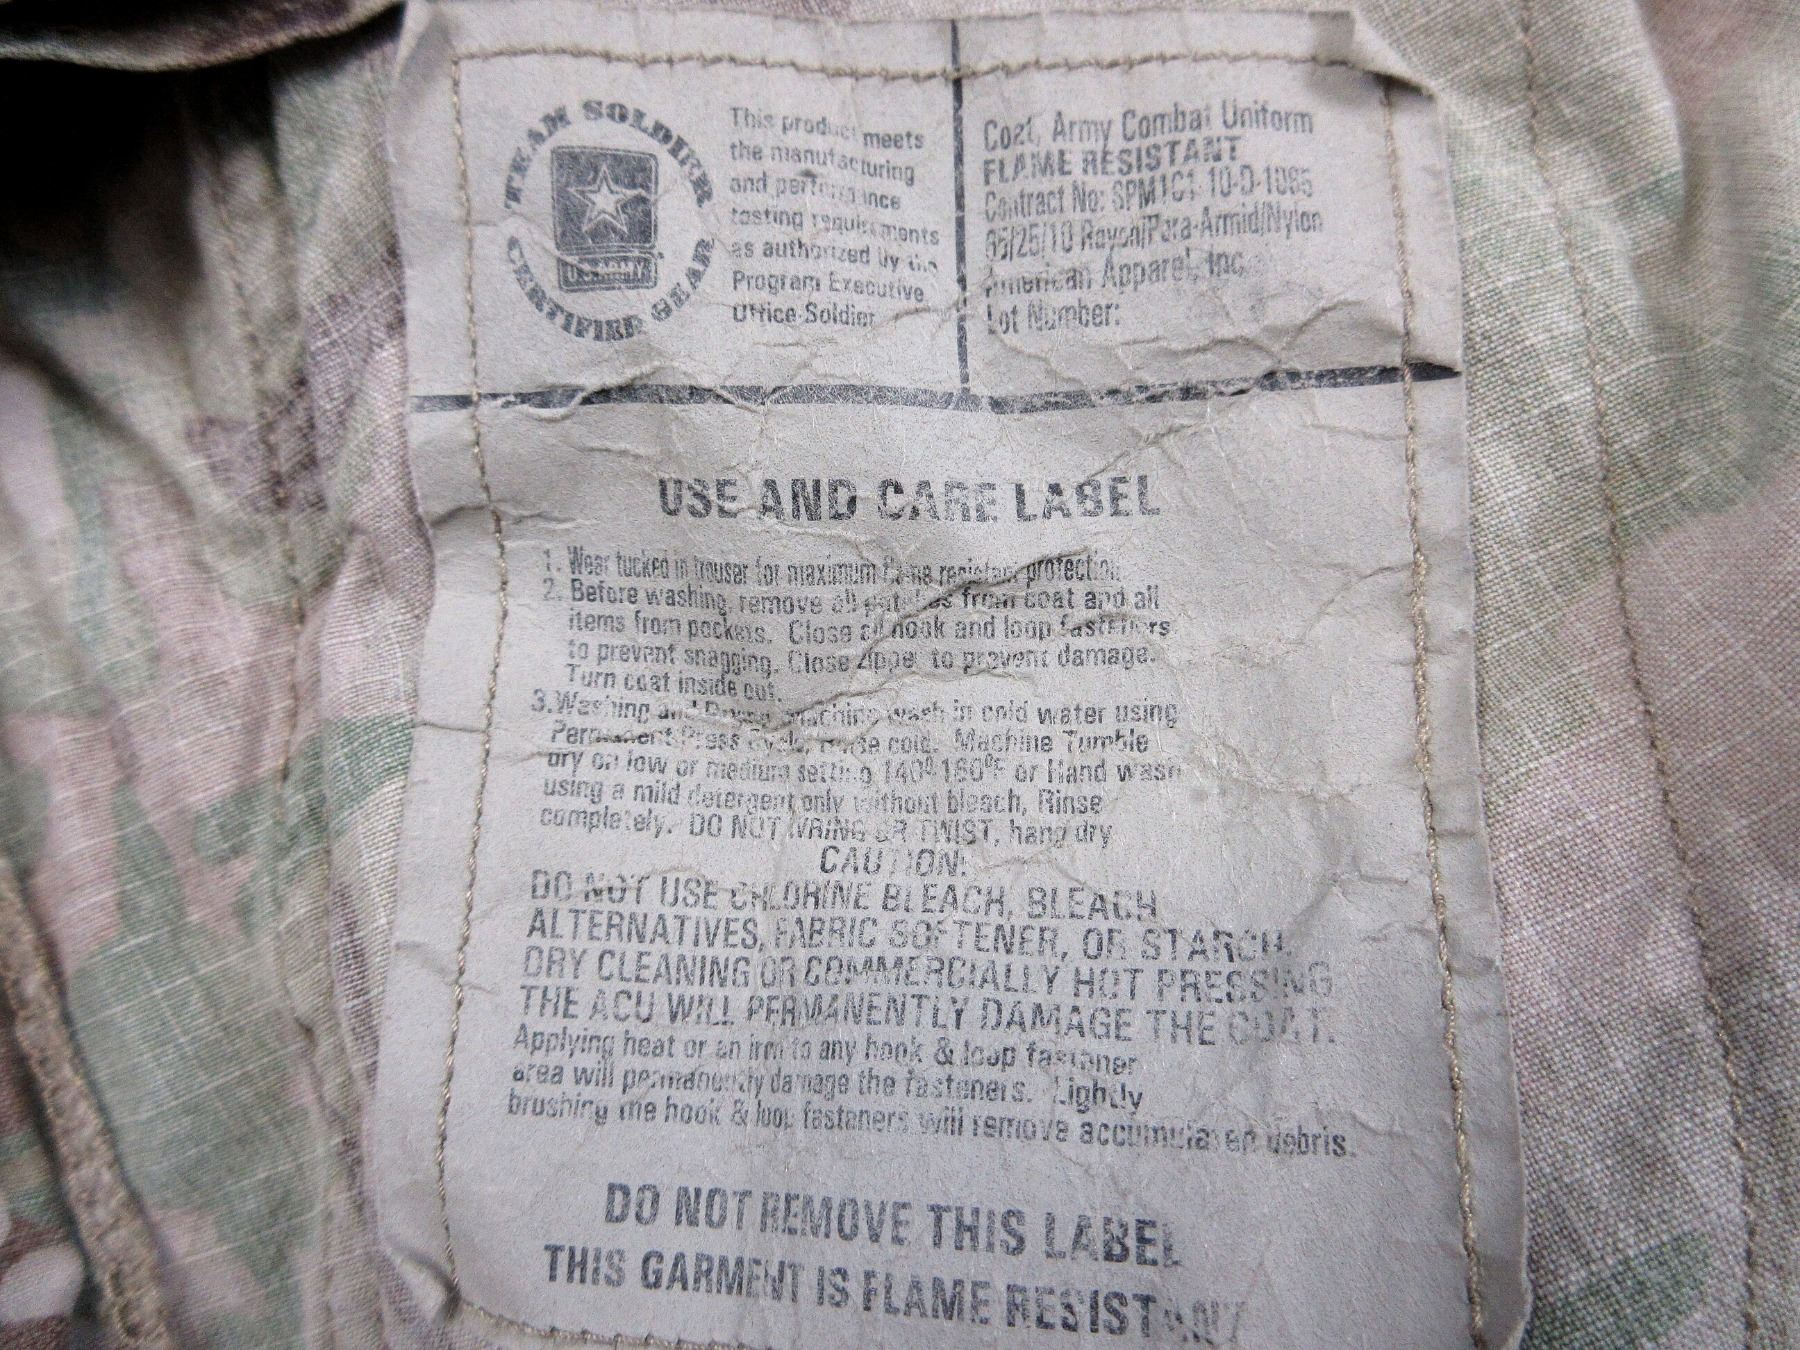 TEAM SOLDIER
CERTIFIED GEAR
U.S. ARMY
This product meets
the manufacturing
and performance
testing requirements
as authorized by the
Program Executive
Office Soldier
Coat, Army Combat Uniform
FLAME RESISTANT
Contract No: SPM1C1-10-D-1065
65/25/10 Rayon/Para-Armid/Nylon
American Apparel, Inc.
Lot Number:
USE AND CARE LABEL
1. Wear tucked in trouser for maximum flame resistant protection
2. Before washing, remove all patches from coat and all
items from pockets. Close all hook and loop fasteners
to prevent snagging. Close zipper to prevent damage.
Turn coat inside out.
3. Washing and Drying Machine wash in cold water using
Permanent Press Cycle, rinse cold. Machine Tumble
dry on low or medium setting 140º-160ºF or Hand wash
using a mild detergent only without bleach, Rinse
completely. DO NOT WRING OR TWIST, hang dry
CAUTION:
DO NOT USE CHLORINE BLEACH, BLEACH
ALTERNATIVES, FABRIC SOFTENER, OR STARCH.
DRY CLEANING OR COMMERCIALLY HOT PRESSING
THE ACU WILL PERMANENTLY DAMAGE THE COAT.
Applying heat or an iron to any hook & loop fastener
area will permanently damage the fasteners. Lightly
brushing the hook & loop fasteners will remove accumulated debris.
DO NOT REMOVE THIS LABEL
THIS GARMENT IS FLAME RESISTANT